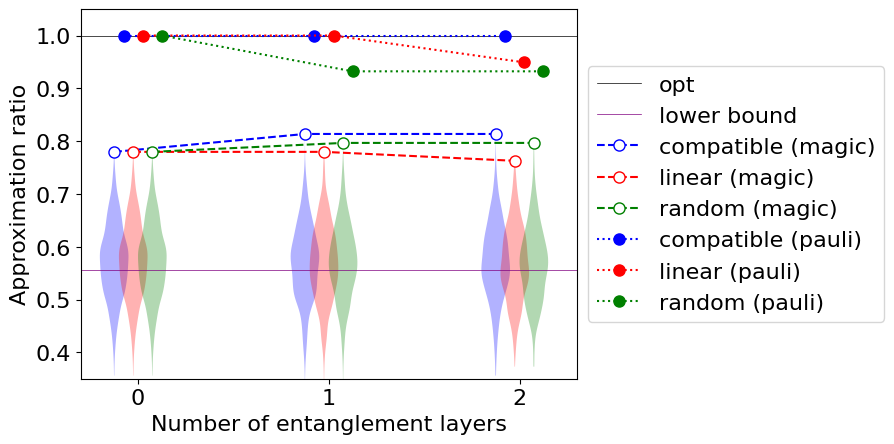 Approximation ratio
1.0
0.9
0.8
0.7
0.6
0.5
0.4
0
1
2
Number of entanglement layers
opt
lower bound
compatible (magic)
linear (magic)
random (magic)
compatible (pauli)
linear (pauli)
random (pauli)